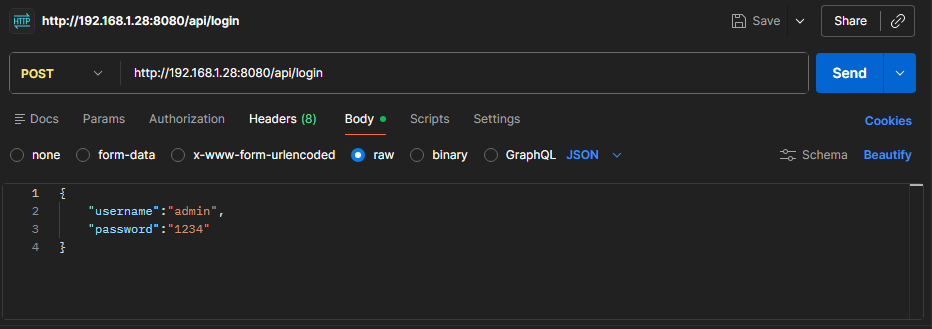 HTTP http://192.168.1.28:8080/api/login Save Share
POST http://192.168.1.28:8080/api/login Send
Docs Params Authorization Headers (8) Body Scripts Settings Cookies
none form-data x-www-form-urlencoded raw binary GraphQL JSON Schema Beautify
1 {
2 "username":"admin",
3 "password":"1234"
4 }